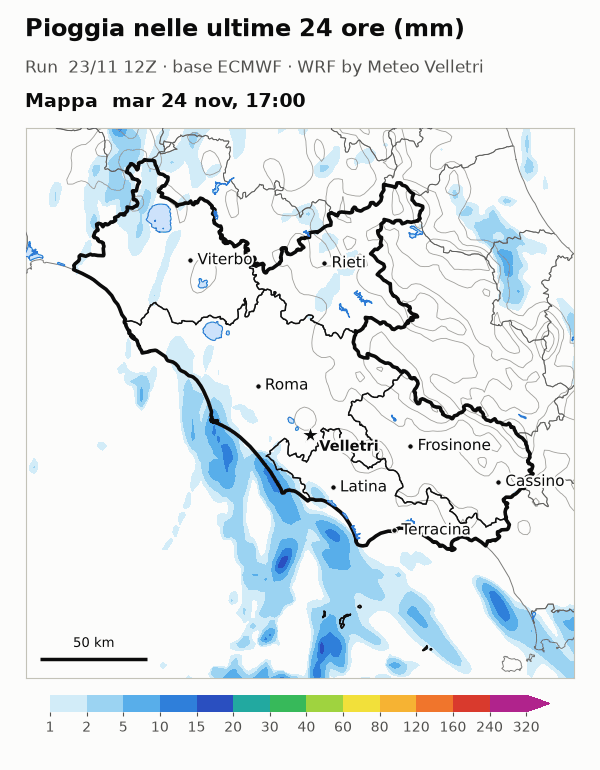 Pioggia nelle ultime 24 ore (mm)
Run  23/11 12Z · base ECMWF · WRF by Meteo Velletri
Mappa  mar 24 nov, 17:00
Viterbo
Rieti
Roma
Velletri
Frosinone
Latina
Cassino
Terracina
50 km
1 2 5 10 15 20 30 40 60 80 120 160 240 320